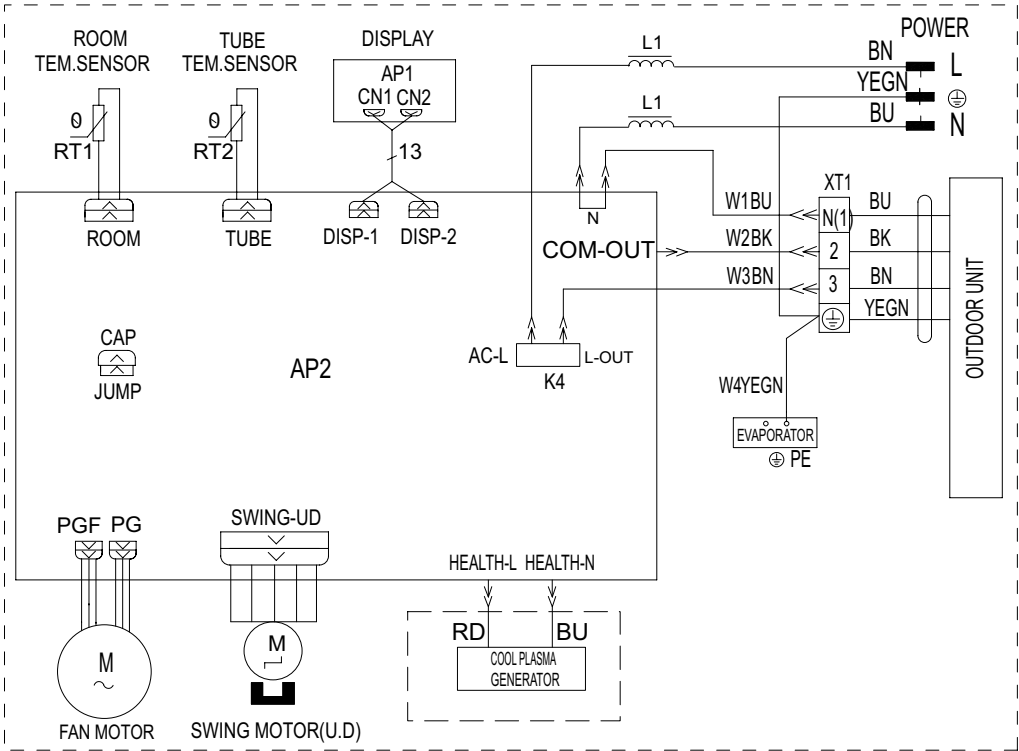 ROOM
TEM.SENSOR
TUBE
TEM.SENSOR
DISPLAY
AP1
CN1 CN2
13
θ
RT1
θ
RT2
ROOM
TUBE
DISP-1
DISP-2
L1
L1
POWER
BN
L
YEGN
BU
N
N
COM-OUT
W1BU
W2BK
W3BN
XT1
N(1)
2
3
BU
BK
BN
YEGN
OUTDOOR UNIT
CAP
JUMP
AP2
AC-L
L-OUT
K4
W4YEGN
EVAPORATOR
PE
PGF
PG
SWING-UD
HEALTH-L
HEALTH-N
M
~
FAN MOTOR
M
SWING MOTOR(U.D)
RD
BU
COOL PLASMA
GENERATOR